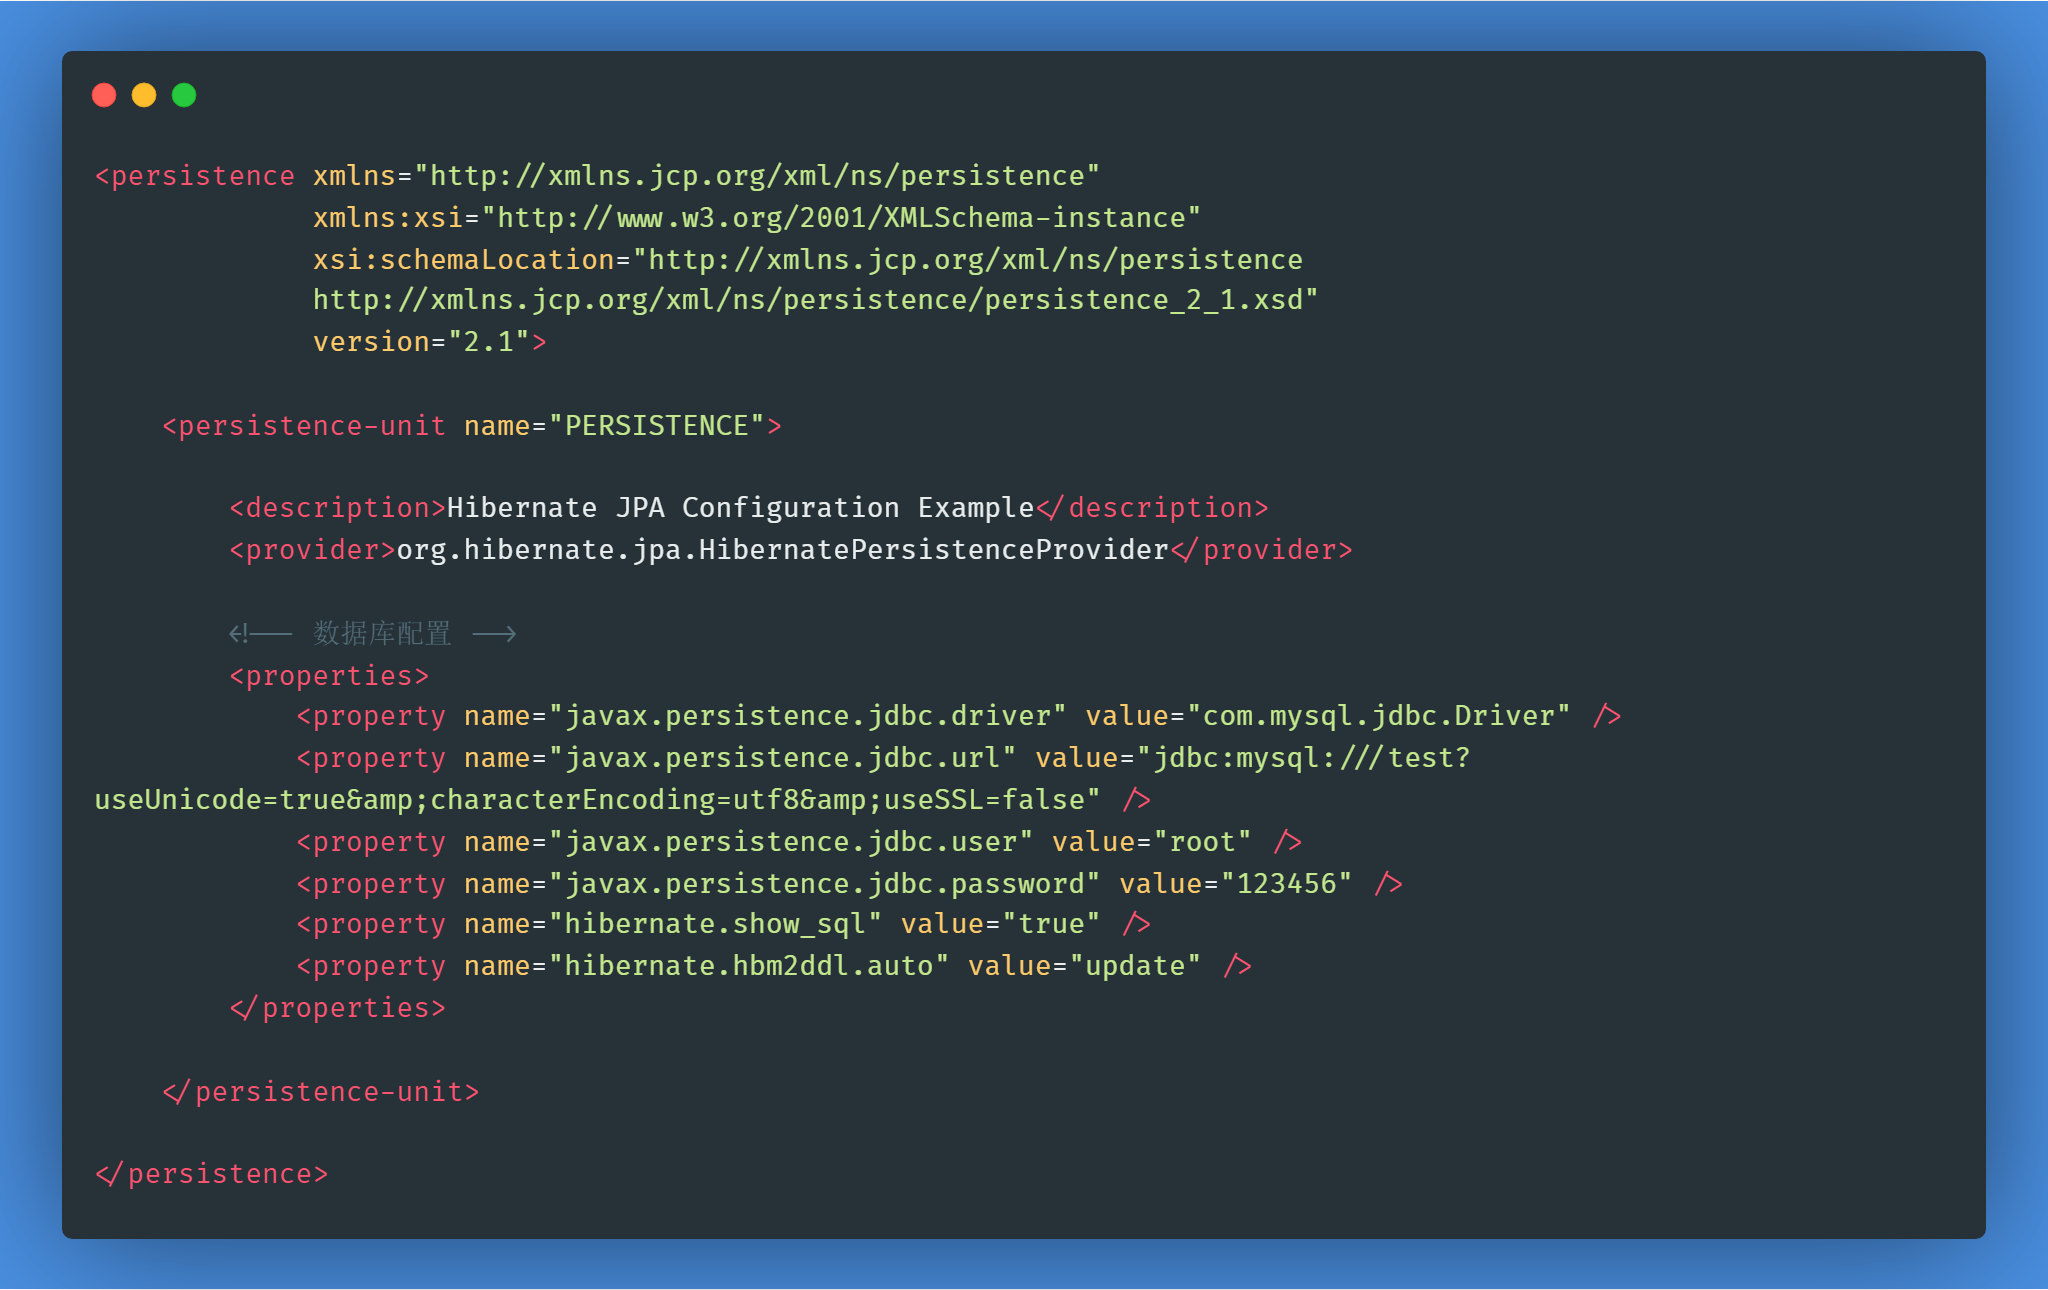 <persistence xmlns="http://xmlns.jcp.org/xml/ns/persistence"
             xmlns:xsi="http://www.w3.org/2001/XMLSchema-instance"
             xsi:schemaLocation="http://xmlns.jcp.org/xml/ns/persistence
             http://xmlns.jcp.org/xml/ns/persistence/persistence_2_1.xsd"
             version="2.1">

    <persistence-unit name="PERSISTENCE">

        <description>Hibernate JPA Configuration Example</description>
        <provider>org.hibernate.jpa.HibernatePersistenceProvider</provider>

        <!-- 数据库配置 -->
        <properties>
            <property name="javax.persistence.jdbc.driver" value="com.mysql.jdbc.Driver" />
            <property name="javax.persistence.jdbc.url" value="jdbc:mysql:///test?
useUnicode=true&amp;characterEncoding=utf8&amp;useSSL=false" />
            <property name="javax.persistence.jdbc.user" value="root" />
            <property name="javax.persistence.jdbc.password" value="123456" />
            <property name="hibernate.show_sql" value="true" />
            <property name="hibernate.hbm2ddl.auto" value="update" />
        </properties>

    </persistence-unit>

</persistence>